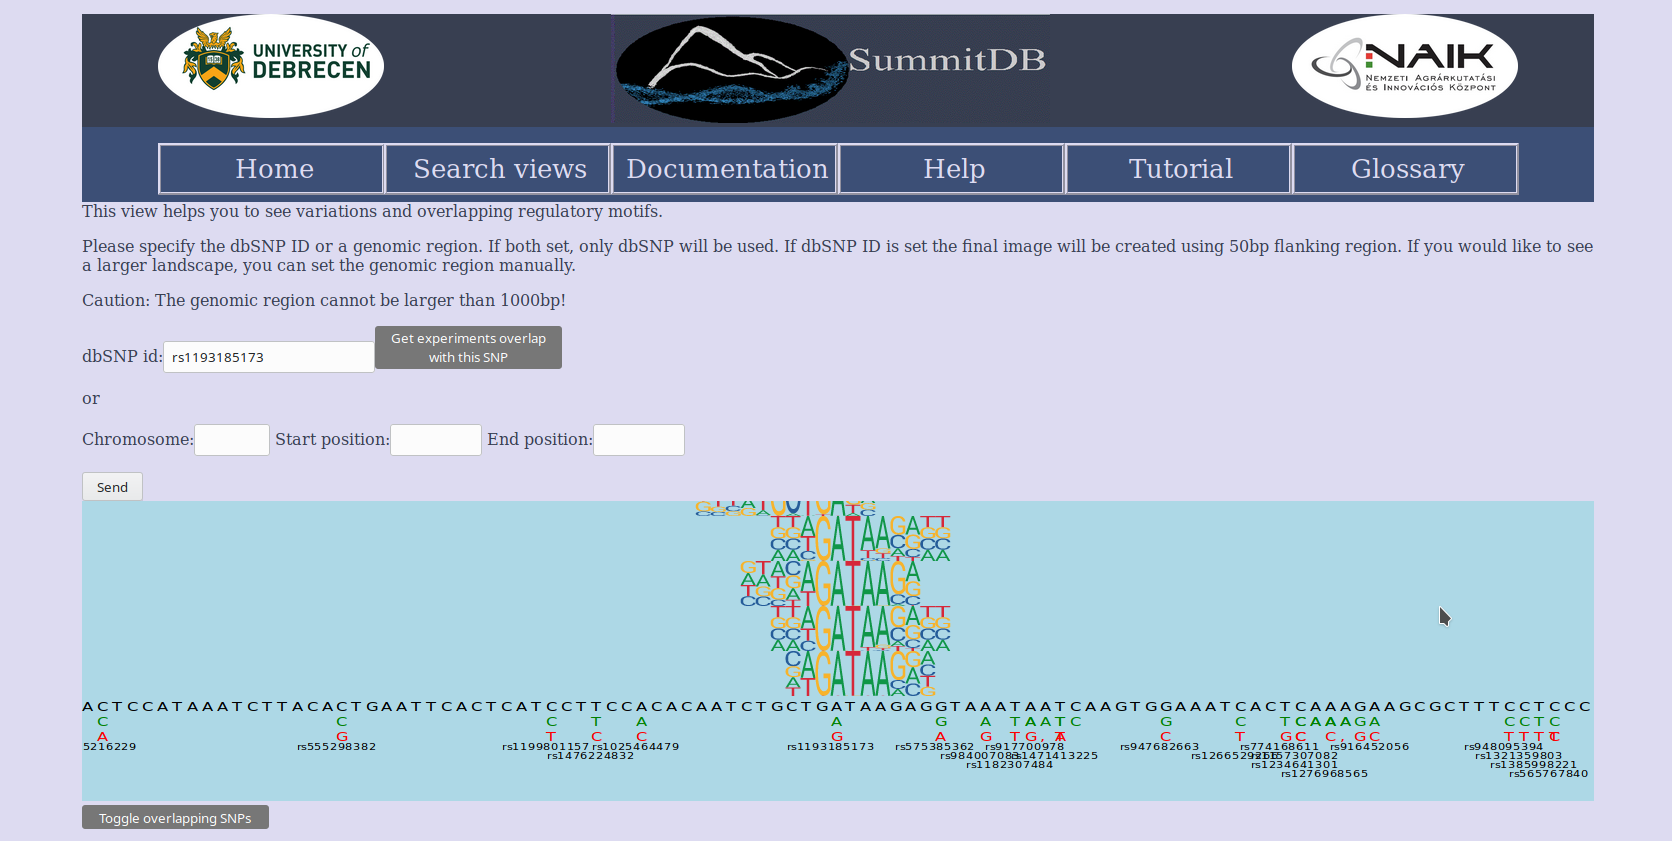 UNIVERSITY of
DEBRECEN
SummitDB
NAIK
NEMZETI AGRÁRKUTATÁSI
ÉS INNOVÁCIÓS KÖZPONT
Home Search views Documentation Help Tutorial Glossary
This view helps you to see variations and overlapping regulatory motifs.
Please specify the dbSNP ID or a genomic region. If both set, only dbSNP will be used. If dbSNP ID is set the final image will be created using 50bp flanking region. If you would like to see
a larger landscape, you can set the genomic region manually.
Caution: The genomic region cannot be larger than 1000bp!
Get experiments overlap
with this SNP
dbSNP id: rs1193185173
or
Chromosome: Start position: End position:
Send
ACTCCATAAATCTTACACTGAATTCACTCATCCTTCCACACAATCTGCTGATAAGAGGTAAATAATCAAGTGGAAATCACTCAAAGAAGCGCTTTCCTCCC
C C C T A A G A T A A T C G C T C A A A G A C C T C
A G T C C G A G T G , A C T G C C , G C T T T T
5216229 rs555298382 rs1199801157 rs1025464479 rs1193185173 rs575385362 rs917700978 rs947682663 rs774168611 rs916452056 rs948095394
rs1476224832 rs984007083 rs1471413225 rs1321359803
rs1182307484 rs1234641301 rs1385998221
rs1276968565 rs565767840
Toggle overlapping SNPs